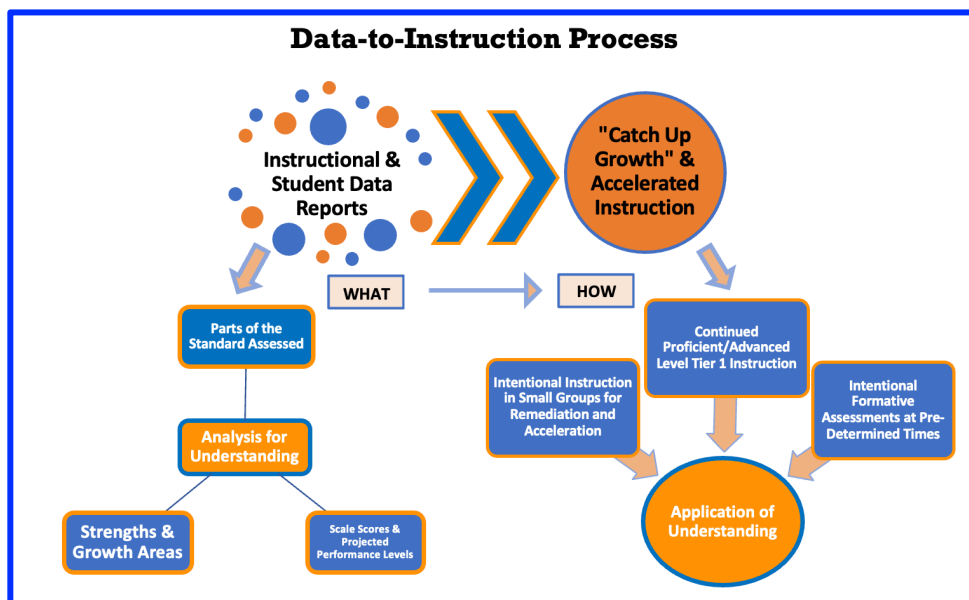 Data-to-Instruction Process
Instructional &
Student Data
Reports
"Catch Up
Growth" &
Accelerated
Instruction
WHAT
HOW
Parts of the
Standard Assessed
Analysis for
Understanding
Strengths &
Growth Areas
Scale Scores &
Projected
Performance Levels
Continued
Proficient/Advanced
Level Tier 1 Instruction
Intentional Instruction
in Small Groups for
Remediation and
Acceleration
Intentional
Formative
Assessments at Pre-
Determined Times
Application of
Understanding